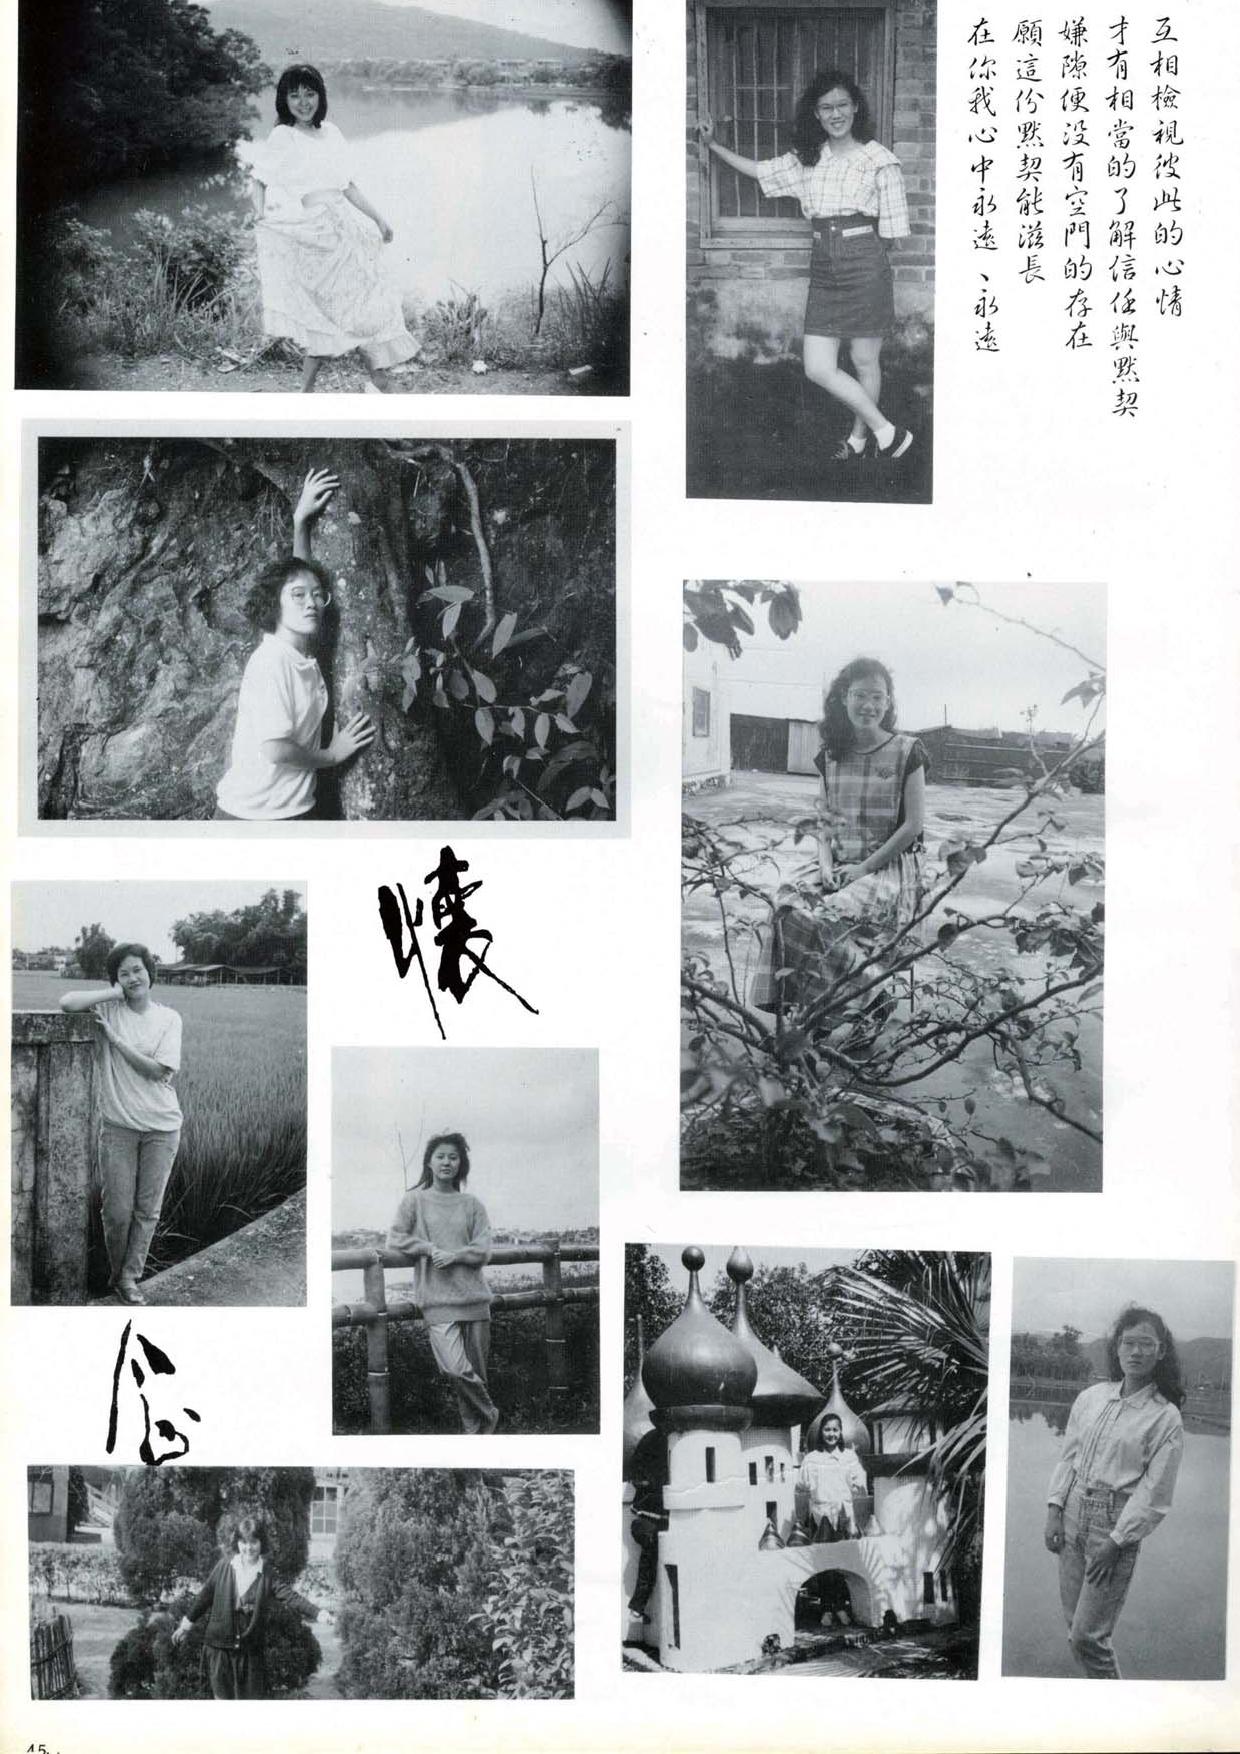 互相檢視彼此的心情
才有相當的了解信任與默契
嫌隙便沒有空門的存在
願這份默契能滋長
在你我心中永遠、永遠
懷
念
45